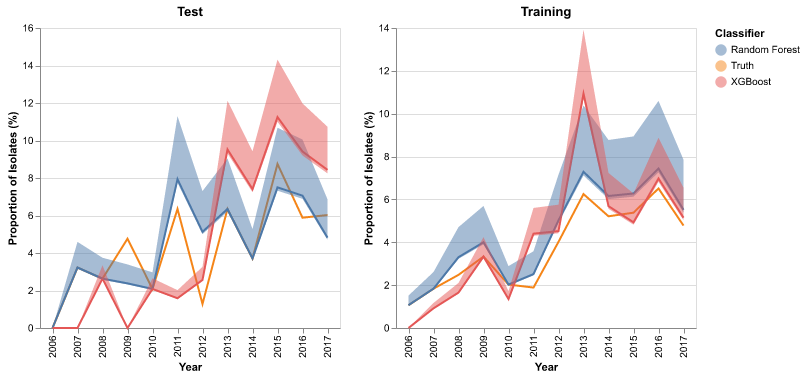 Test
Proportion of Isolates (%)
16
14
12
10
8
6
4
2
0
2006 2007 2008 2009 2010 2011 2012 2013 2014 2015 2016 2017
Year
Training
Proportion of Isolates (%)
14
12
10
8
6
4
2
0
2006 2007 2008 2009 2010 2011 2012 2013 2014 2015 2016 2017
Year
Classifier
Random Forest
Truth
XGBoost